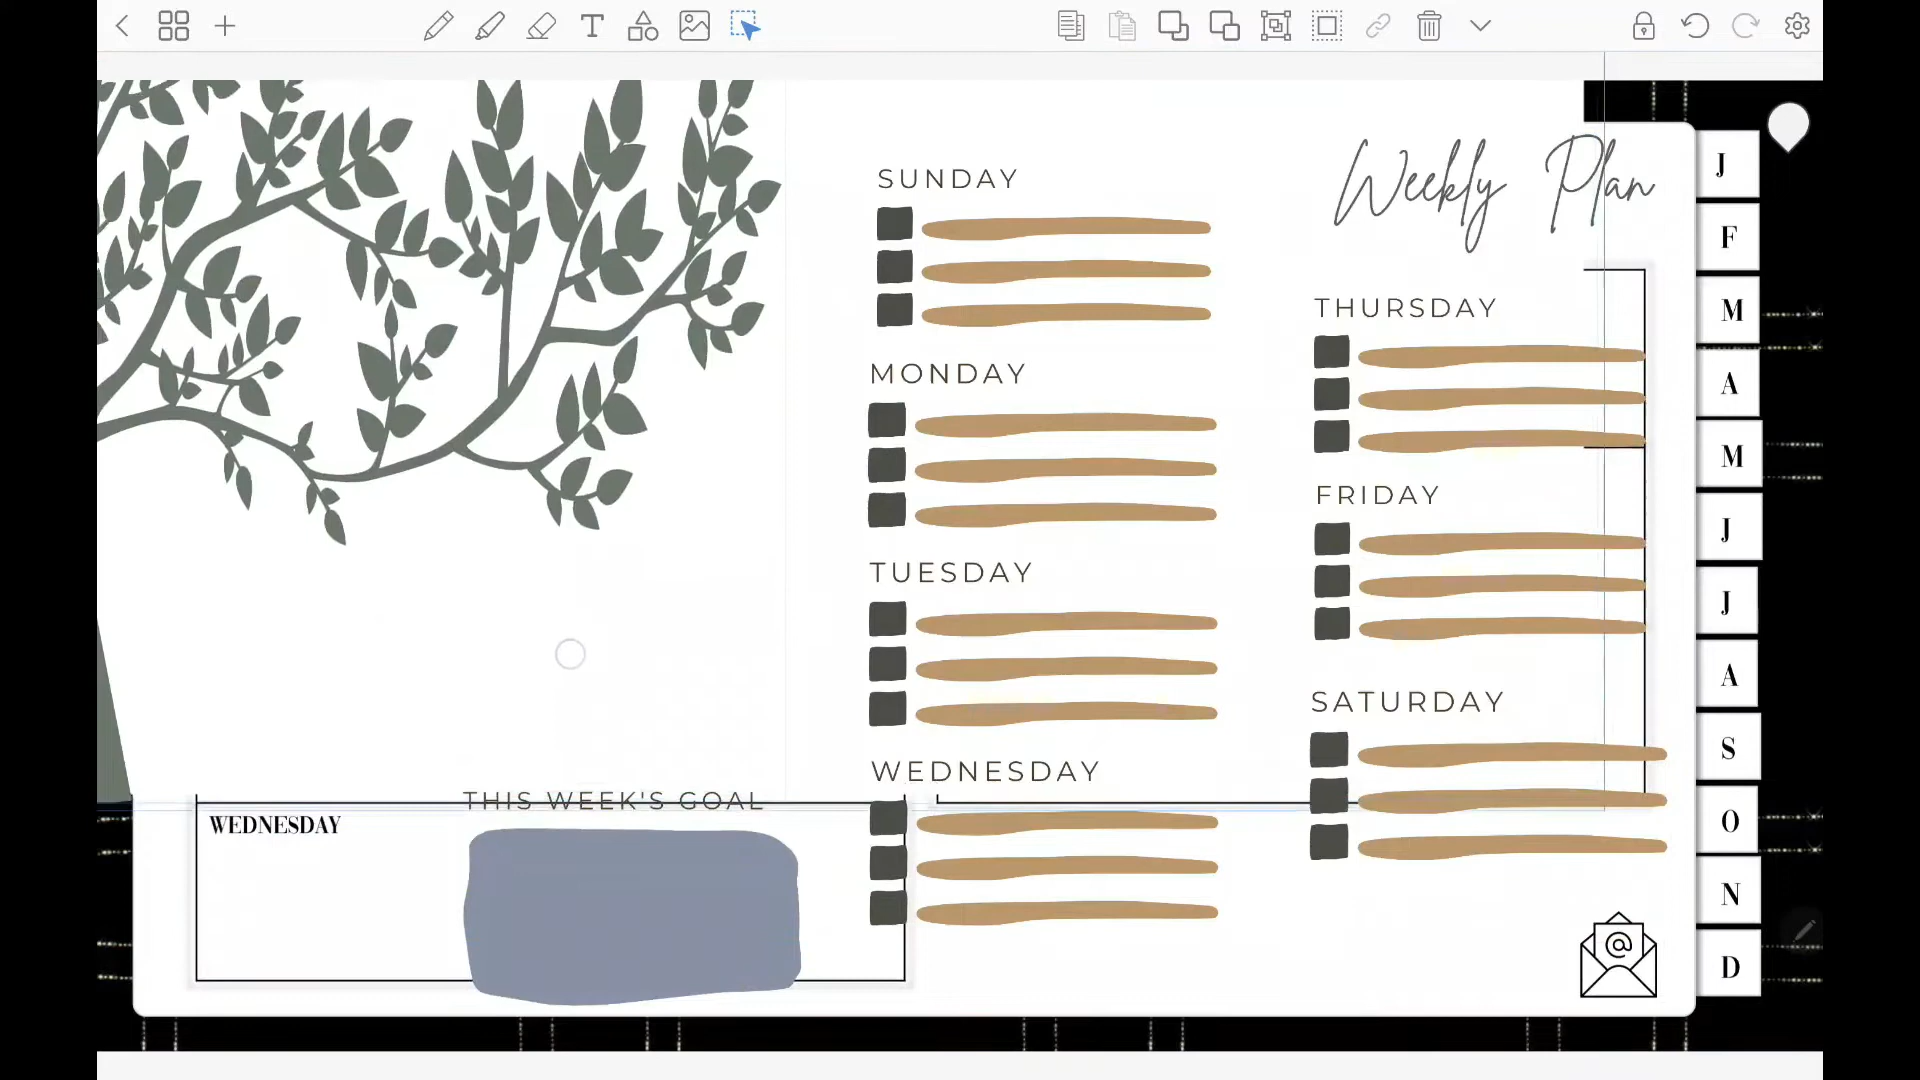 Weekly Plan
SUNDAY
MONDAY
TUESDAY
WEDNESDAY
THURSDAY
FRIDAY
SATURDAY
THIS WEEK'S GOAL
WEDNESDAY
@
J
F
M
A
M
J
J
A
S
O
N
D